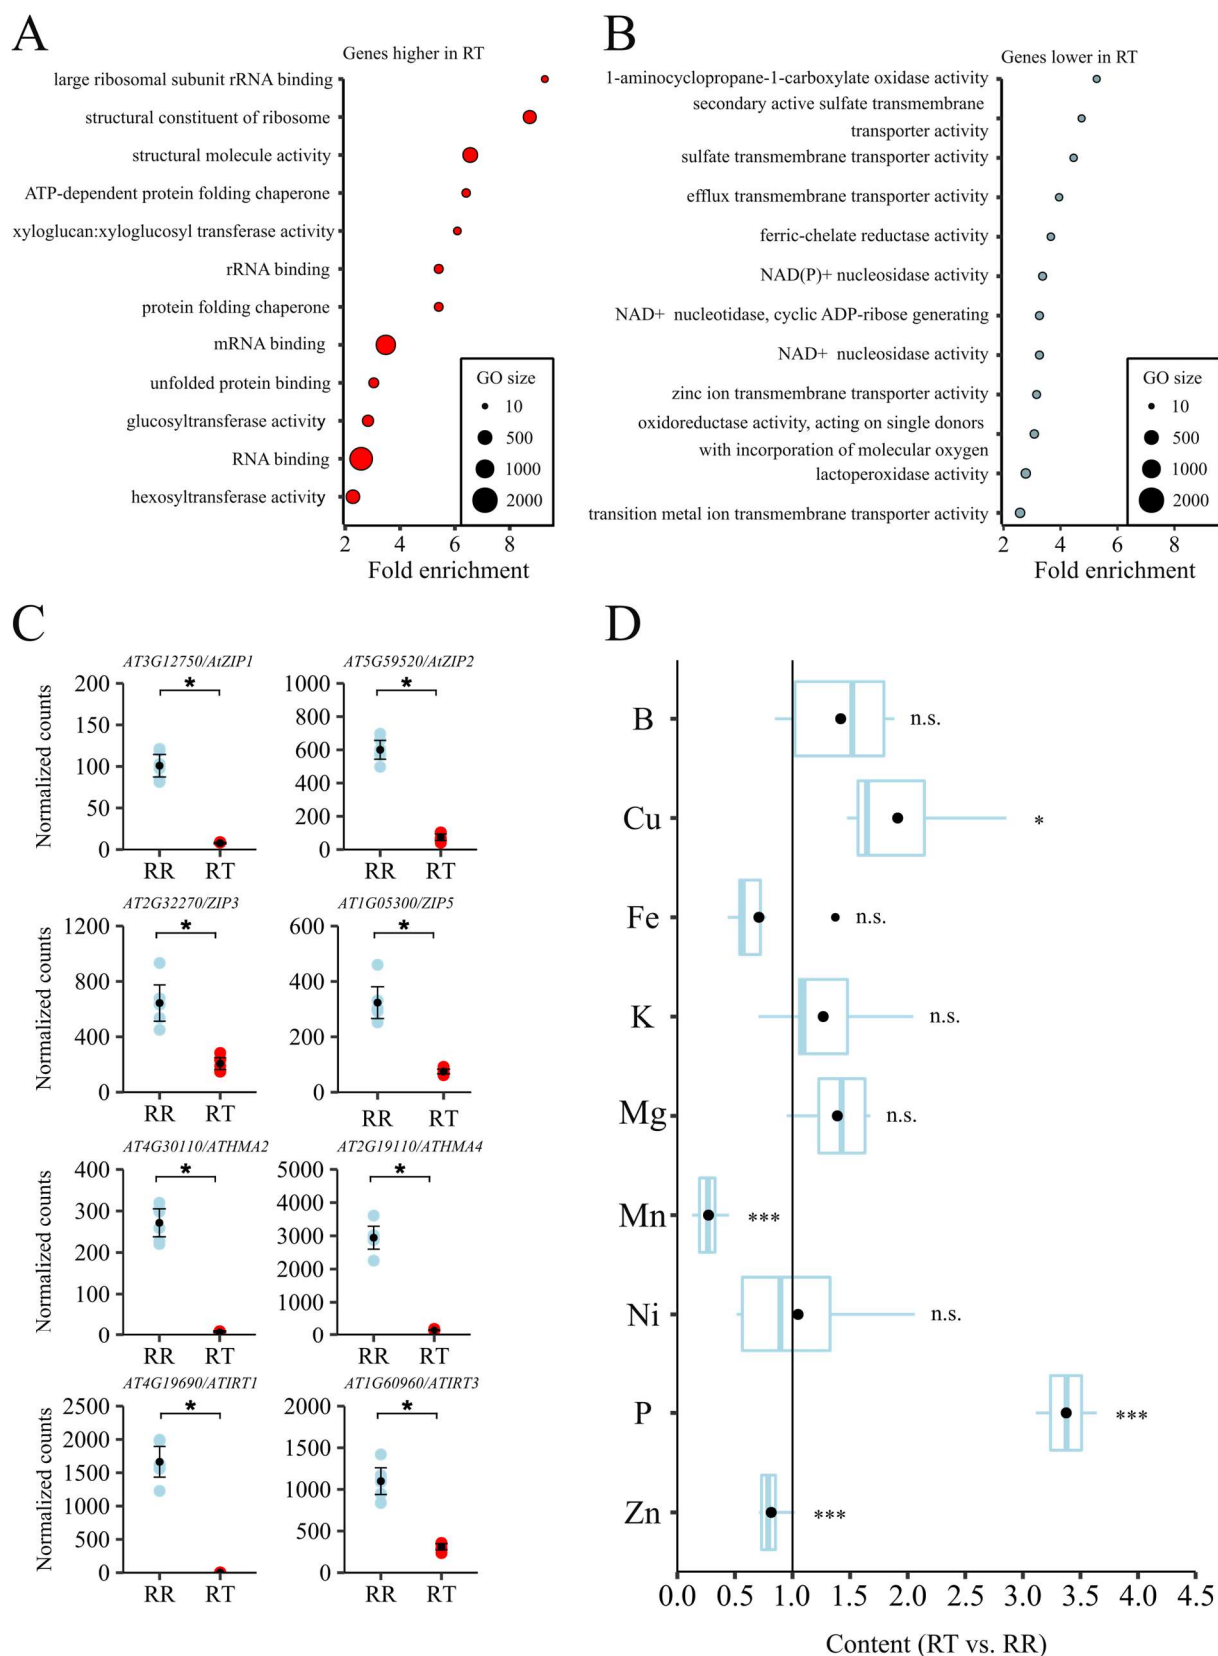 A
Genes higher in RT
large ribosomal subunit rRNA binding
structural constituent of ribosome
structural molecule activity
ATP-dependent protein folding chaperone
xyloglucan:xyloglucosyl transferase activity
rRNA binding
protein folding chaperone
mRNA binding
unfolded protein binding
glucosyltransferase activity
RNA binding
hexosyltransferase activity
GO size
10
500
1000
2000
2 4 6 8
Fold enrichment
B
Genes lower in RT
1-aminocyclopropane-1-carboxylate oxidase activity
secondary active sulfate transmembrane
transporter activity
sulfate transmembrane transporter activity
efflux transmembrane transporter activity
ferric-chelate reductase activity
NAD(P)+ nucleosidase activity
NAD+ nucleotidase, cyclic ADP-ribose generating
NAD+ nucleosidase activity
zinc ion transmembrane transporter activity
oxidoreductase activity, acting on single donors
with incorporation of molecular oxygen
lactoperoxidase activity
transition metal ion transmembrane transporter activity
GO size
10
500
1000
2000
2 4 6 8
Fold enrichment
C
AT3G12750/AtZIP1
Normalized counts
200
150
100
50
0
*
RR RT
AT5G59520/AtZIP2
1000
800
600
400
200
0
*
RR RT
AT2G32270/ZIP3
Normalized counts
1200
800
400
0
*
RR RT
AT1G05300/ZIP5
600
400
200
0
*
RR RT
AT4G30110/ATHMA2
Normalized counts
400
300
200
100
0
*
RR RT
AT2G19110/ATHMA4
5000
4000
3000
2000
1000
0
*
RR RT
AT4G19690/ATIRT1
Normalized counts
2500
2000
1500
1000
500
0
*
RR RT
AT1G60960/ATIRT3
2000
1500
1000
500
0
*
RR RT
D
B n.s.
Cu *
Fe n.s.
K n.s.
Mg n.s.
Mn ***
Ni n.s.
P ***
Zn ***
0.0 0.5 1.0 1.5 2.0 2.5 3.0 3.5 4.0 4.5
Content (RT vs. RR)